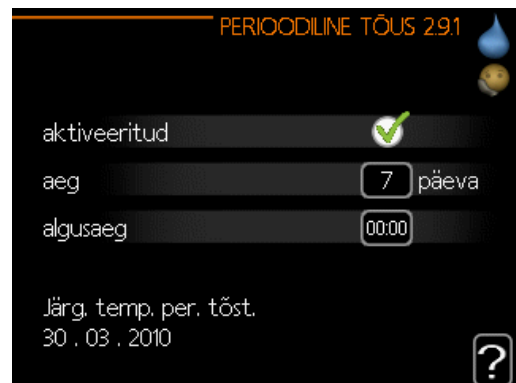 PERIOODILINE TÕUS 2.9.1
aktiveeritud
aeg 7 päeva
algusaeg 00:00
Järg. temp. per. tõst.
30 . 03 . 2010
?